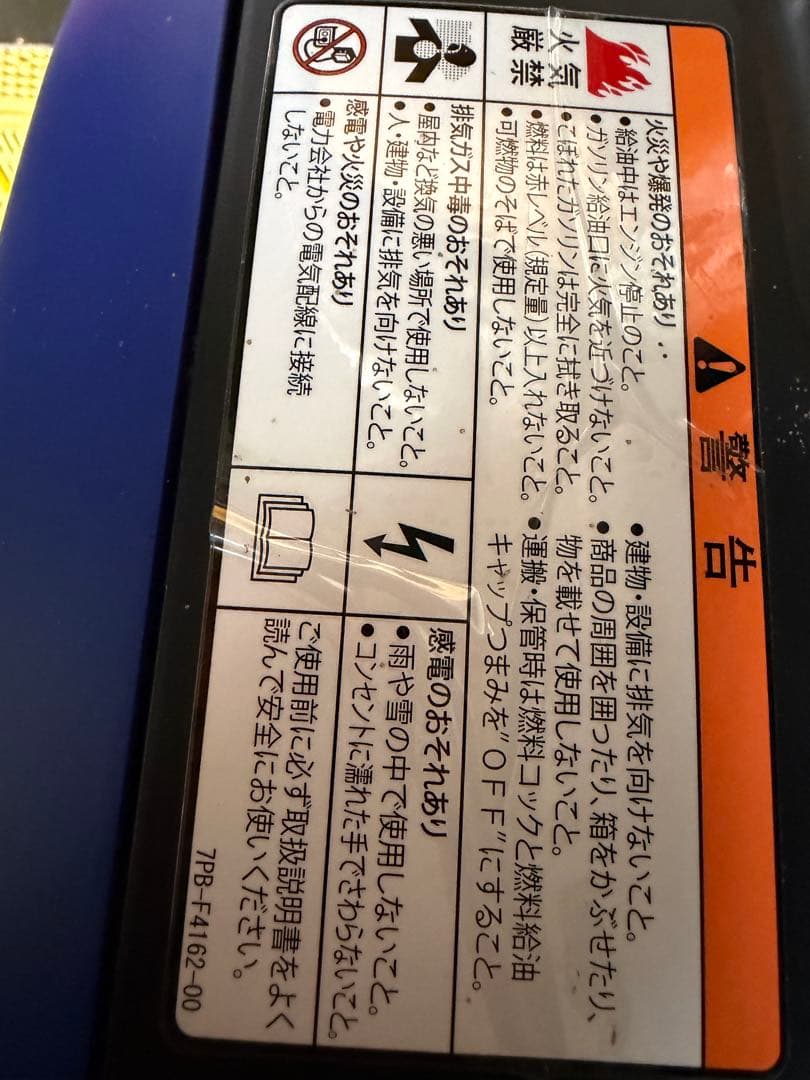 警告
火気
厳禁
火災や爆発のおそれあり
●給油中はエンジン停止のこと。
●ガソリン給油口に火気を近づけないこと。
●こぼれたガソリンは完全に拭き取ること。
●燃料は赤レベル(規定量)以上入れないこと。
●可燃物のそばで使用しないこと。
●建物・設備に排気を向けないこと。
●商品の周囲を囲ったり、箱をかぶせたり、
物を載せて使用しないこと。
●運搬・保管時は燃料コックと燃料給油
キャップつまみを"OFF"にすること。
排気ガス中毒のおそれあり
●屋内など換気の悪い場所で使用しないこと。
●人・建物・設備に排気を向けないこと。
感電のおそれあり
●雨や雪の中で使用しないこと。
●コンセントに濡れた手でさわらないこと。
感電や火災のおそれあり
●電力会社からの電気配線に接続
しないこと。
ご使用前に必ず取扱説明書をよく
読んで安全にお使いください。
7PB-F4162-00